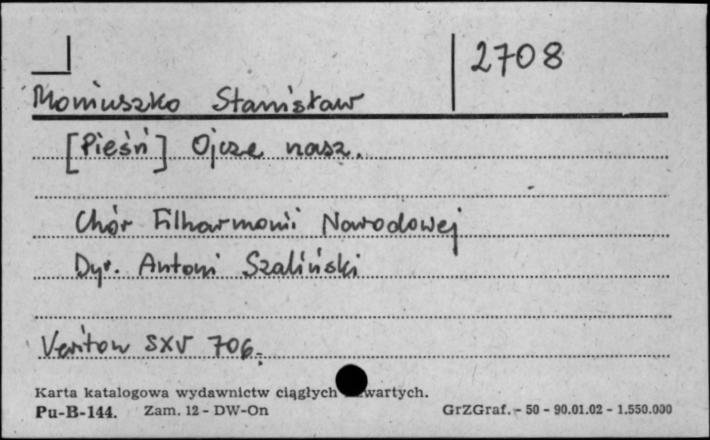 2708
Moniuszko Stanisław
[Pieśń] Ojcze nasz.
Chór Filharmonii Narodowej
Dyr. Antoni Szaliński
Veriton SXV 706.
Karta katalogowa wydawnictw ciągłych wartych.
Pu-B-144. Zam. 12 - DW-On GrZGraf. - 50 - 90.01.02 - 1.550.000